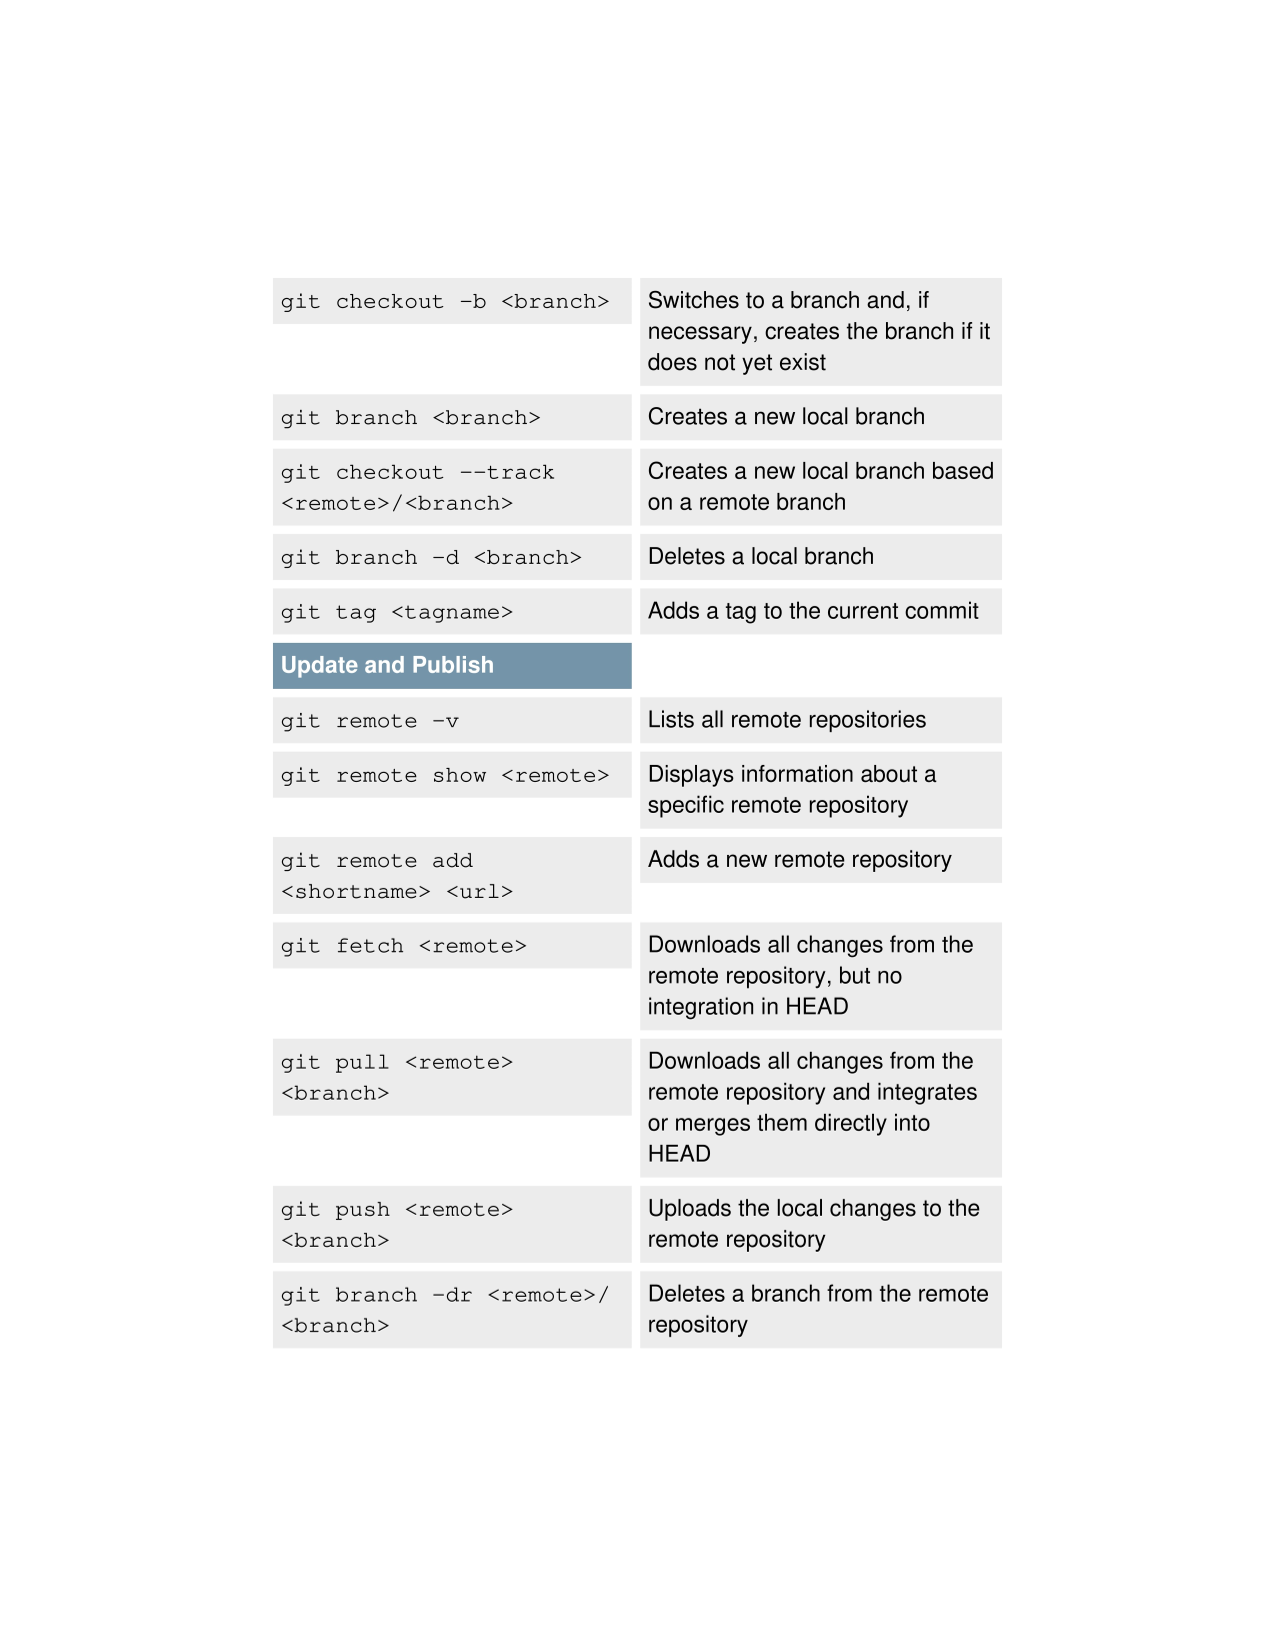 git checkout -b <branch>
Switches to a branch and, if
necessary, creates the branch if it
does not yet exist
git branch <branch>
Creates a new local branch
git checkout --track
<remote>/<branch>
Creates a new local branch based
on a remote branch
git branch -d <branch>
Deletes a local branch
git tag <tagname>
Adds a tag to the current commit
Update and Publish
git remote -v
Lists all remote repositories
git remote show <remote>
Displays information about a
specific remote repository
git remote add
<shortname> <url>
Adds a new remote repository
git fetch <remote>
Downloads all changes from the
remote repository, but no
integration in HEAD
git pull <remote>
<branch>
Downloads all changes from the
remote repository and integrates
or merges them directly into
HEAD
git push <remote>
<branch>
Uploads the local changes to the
remote repository
git branch -dr <remote>/
<branch>
Deletes a branch from the remote
repository